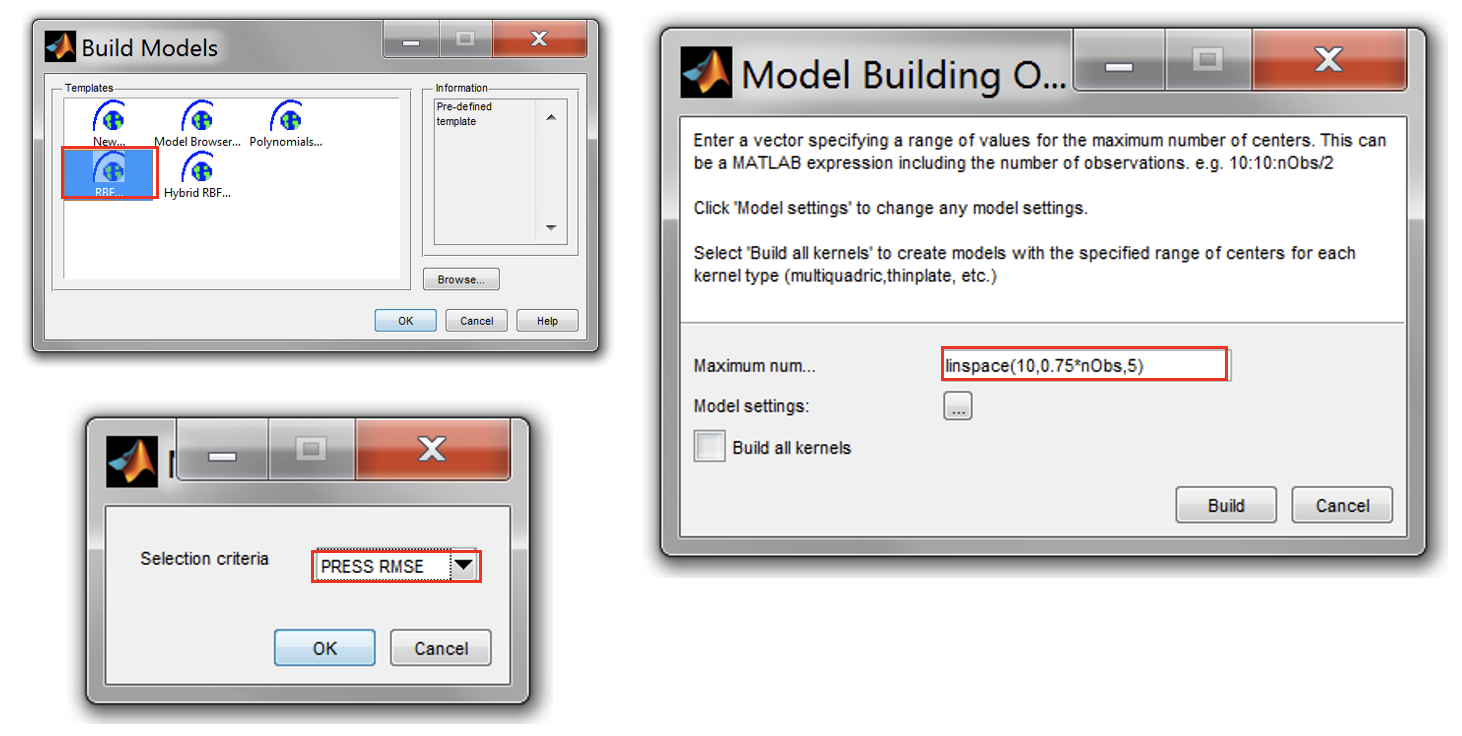 Build Models
Templates
New...
Model Browser...
Polynomials...
RBF...
Hybrid RBF...
Information
Pre-defined
template
Browse...
OK
Cancel
Help
Selection criteria
PRESS RMSE
OK
Cancel
Model Building O...
Enter a vector specifying a range of values for the maximum number of centers. This can
be a MATLAB expression including the number of observations. e.g. 10:10:nObs/2
Click 'Model settings' to change any model settings.
Select 'Build all kernels' to create models with the specified range of centers for each
kernel type (multiquadric,thinplate, etc.)
Maximum num...
linspace(10,0.75*nObs,5)
Model settings:
...
Build all kernels
Build
Cancel